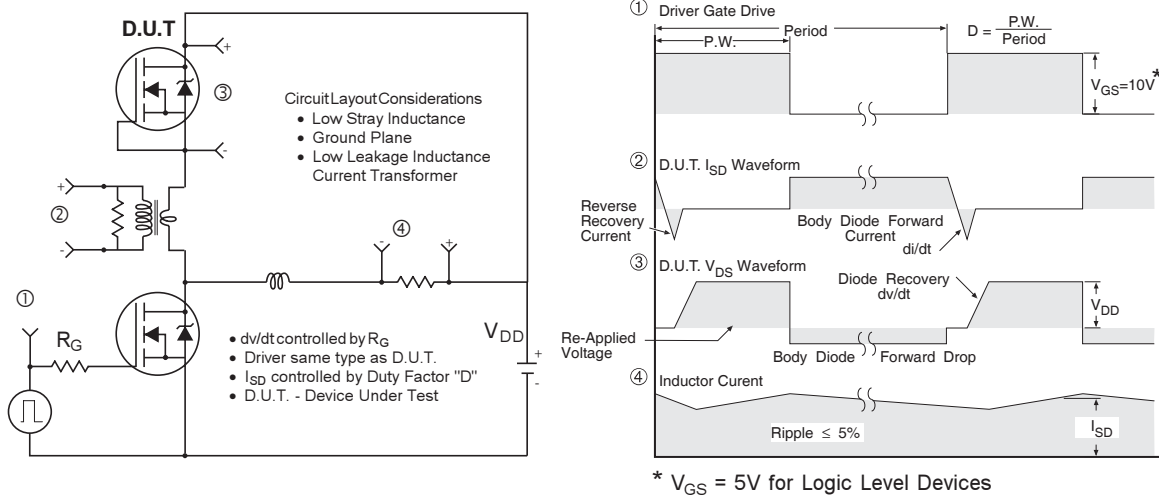 D.U.T
+
③
-
Circuit Layout Considerations
• Low Stray Inductance
• Ground Plane
• Low Leakage Inductance
Current Transformer
+
②
-
④
-
+
①
R_G
• dv/dt controlled by R_G
• Driver same type as D.U.T.
• I_SD controlled by Duty Factor "D"
• D.U.T. - Device Under Test
V_DD
+
-
① Driver Gate Drive
Period
P.W.
D = P.W. / Period
V_GS=10V*
② D.U.T. I_SD Waveform
Reverse
Recovery
Current
Body Diode Forward
Current
di/dt
③ D.U.T. V_DS Waveform
Diode Recovery
dv/dt
V_DD
Re-Applied
Voltage
Body Diode Forward Drop
④ Inductor Curent
Ripple ≤ 5%
I_SD
* V_GS = 5V for Logic Level Devices